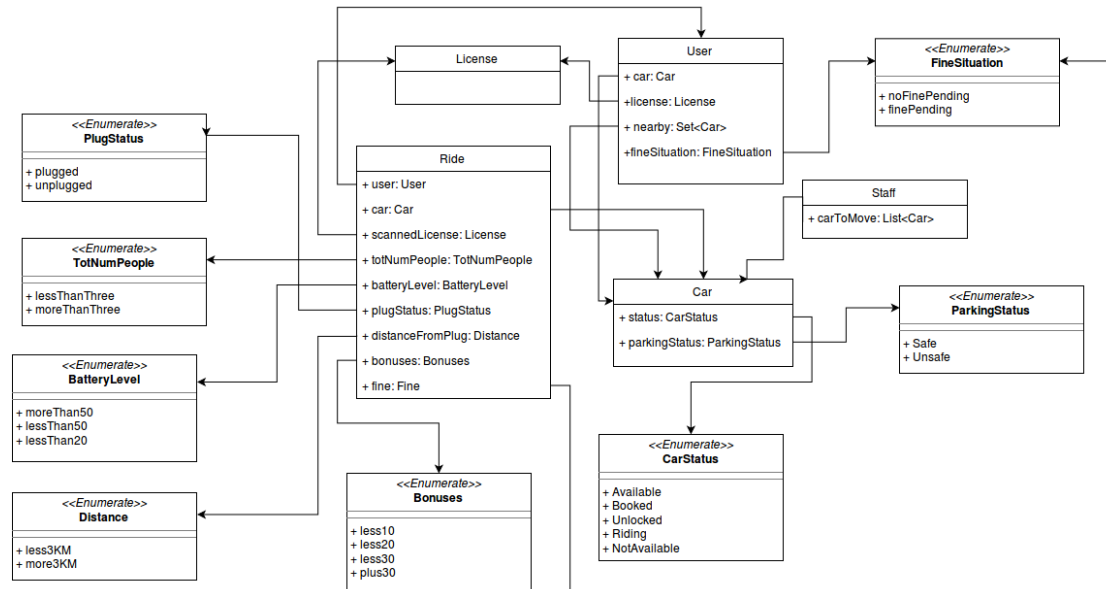 License
User
+ car: Car
+license: License
+ nearby: Set<Car>
+fineSituation: FineSituation
<<Enumerate>>
FineSituation
+ noFinePending
+ finePending
<<Enumerate>>
PlugStatus
+ plugged
+ unplugged
Ride
+ user: User
+ car: Car
+ scannedLicense: License
+ totNumPeople: TotNumPeople
+ batteryLevel: BatteryLevel
+ plugStatus: PlugStatus
+ distanceFromPlug: Distance
+ bonuses: Bonuses
+ fine: Fine
Staff
+ carToMove: List<Car>
<<Enumerate>>
TotNumPeople
+ lessThanThree
+ moreThanThree
Car
+ status: CarStatus
+ parkingStatus: ParkingStatus
<<Enumerate>>
ParkingStatus
+ Safe
+ Unsafe
<<Enumerate>>
BatteryLevel
+ moreThan50
+ lessThan50
+ lessThan20
<<Enumerate>>
CarStatus
+ Available
+ Booked
+ Unlocked
+ Riding
+ NotAvailable
<<Enumerate>>
Bonuses
+ less10
+ less20
+ less30
+ plus30
<<Enumerate>>
Distance
+ less3KM
+ more3KM